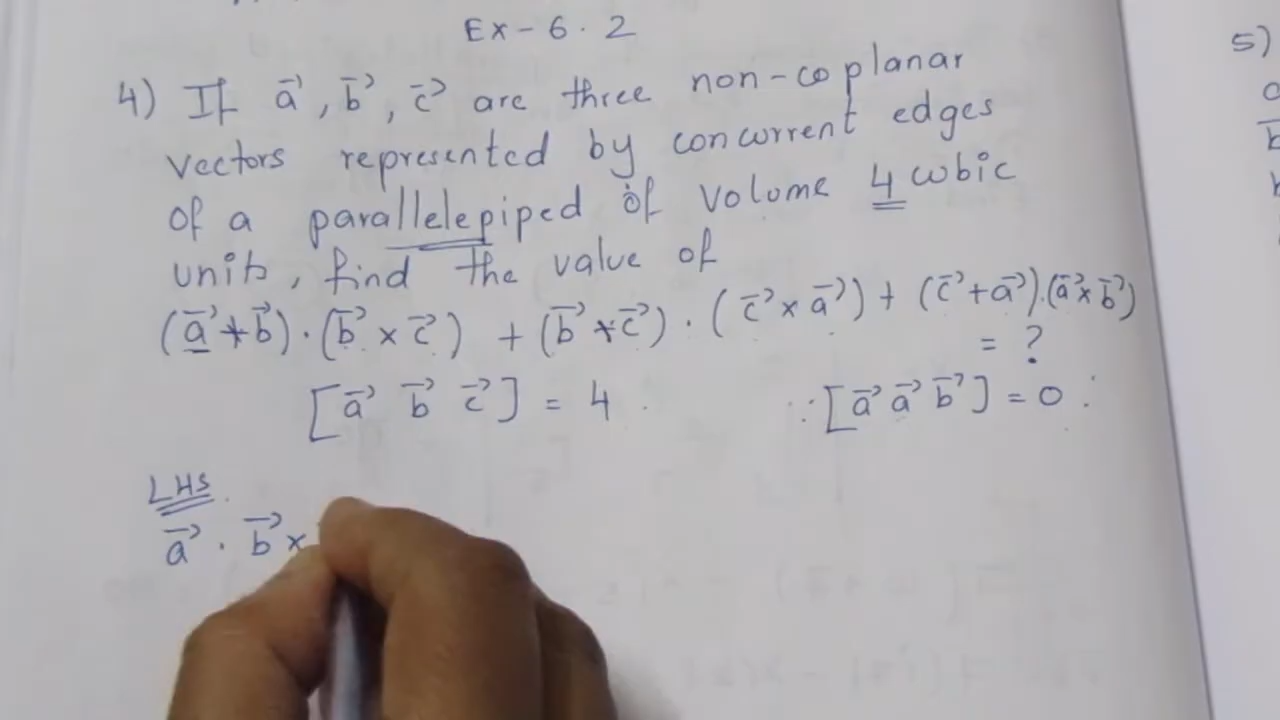 Ex - 6.2
4) If a⃗, b⃗, c⃗ are three non-coplanar
vectors represented by concurrent edges
of a parallelepiped of volume 4 cubic
units, find the value of
(a⃗+b⃗).(b⃗×c⃗) + (b⃗+c⃗).(c⃗×a⃗) + (c⃗+a⃗).(a⃗×b⃗)
= ?
[a⃗ b⃗ c⃗] = 4 ∵ [a⃗ a⃗ b⃗] = 0
LHS.
a⃗ . b⃗ ×
5)